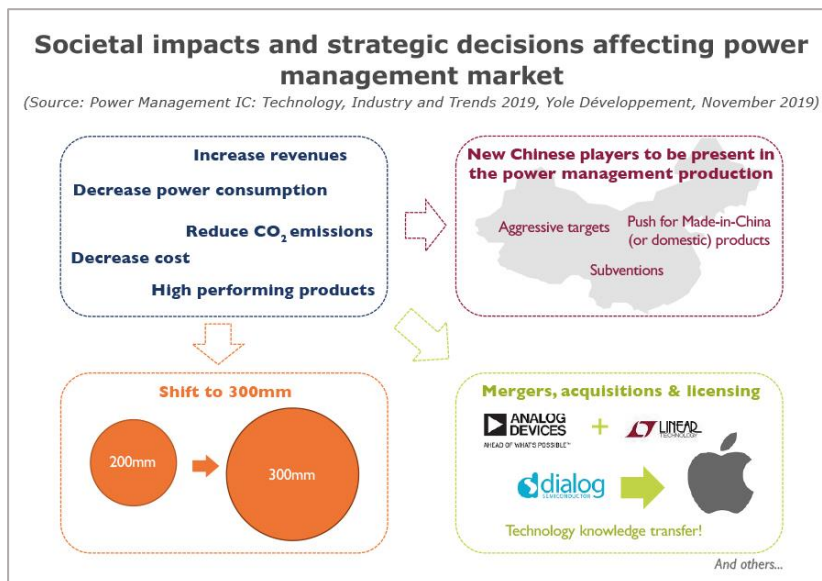 Societal impacts and strategic decisions affecting power
management market
(Source: Power Management IC: Technology, Industry and Trends 2019, Yole Développement, November 2019)
Increase revenues
Decrease power consumption
Reduce CO₂ emissions
Decrease cost
High performing products
New Chinese players to be present in
the power management production
Aggressive targets
Push for Made-in-China
(or domestic) products
Subventions
Shift to 300mm
200mm
300mm
Mergers, acquisitions & licensing
ANALOG
DEVICES
AHEAD OF WHAT'S POSSIBLE™
+
LINEAR
TECHNOLOGY
dialog
SEMICONDUCTOR
Technology knowledge transfer!
And others...